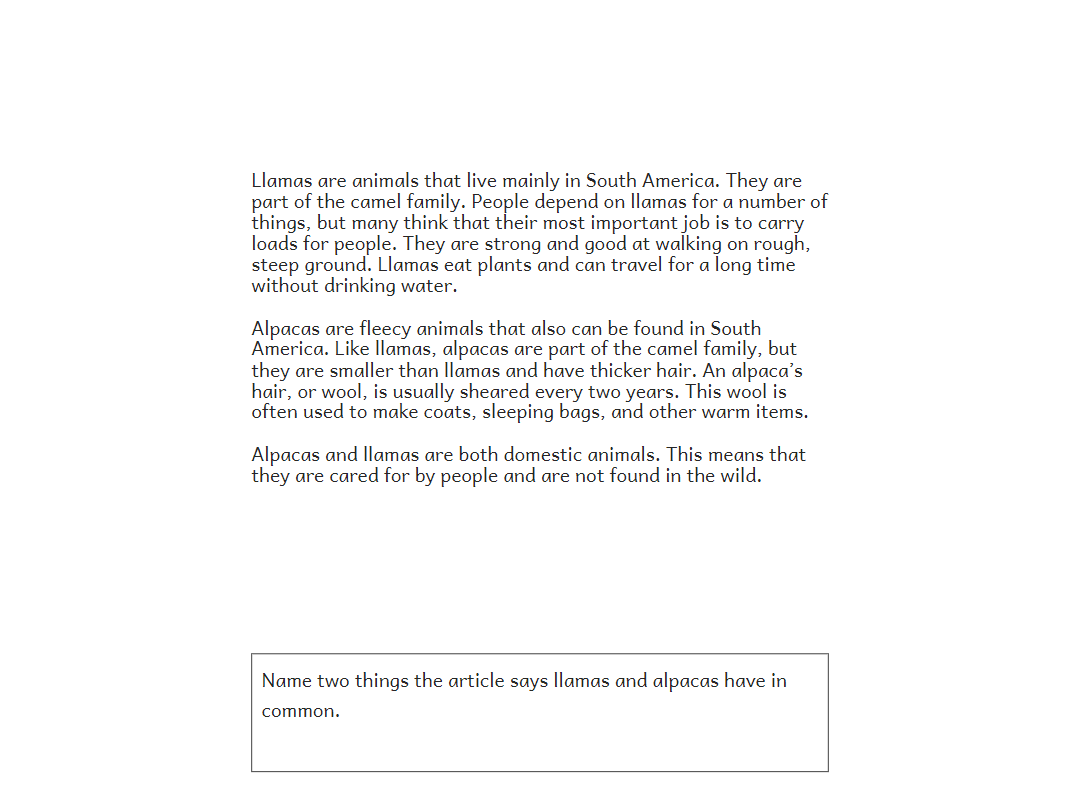 Llamas are animals that live mainly in South America. They are
part of the camel family. People depend on llamas for a number of
things, but many think that their most important job is to carry
loads for people. They are strong and good at walking on rough,
steep ground. Llamas eat plants and can travel for a long time
without drinking water.
Alpacas are fleecy animals that also can be found in South
America. Like llamas, alpacas are part of the camel family, but
they are smaller than llamas and have thicker hair. An alpaca’s
hair, or wool, is usually sheared every two years. This wool is
often used to make coats, sleeping bags, and other warm items.
Alpacas and llamas are both domestic animals. This means that
they are cared for by people and are not found in the wild.
Name two things the article says llamas and alpacas have in
common.